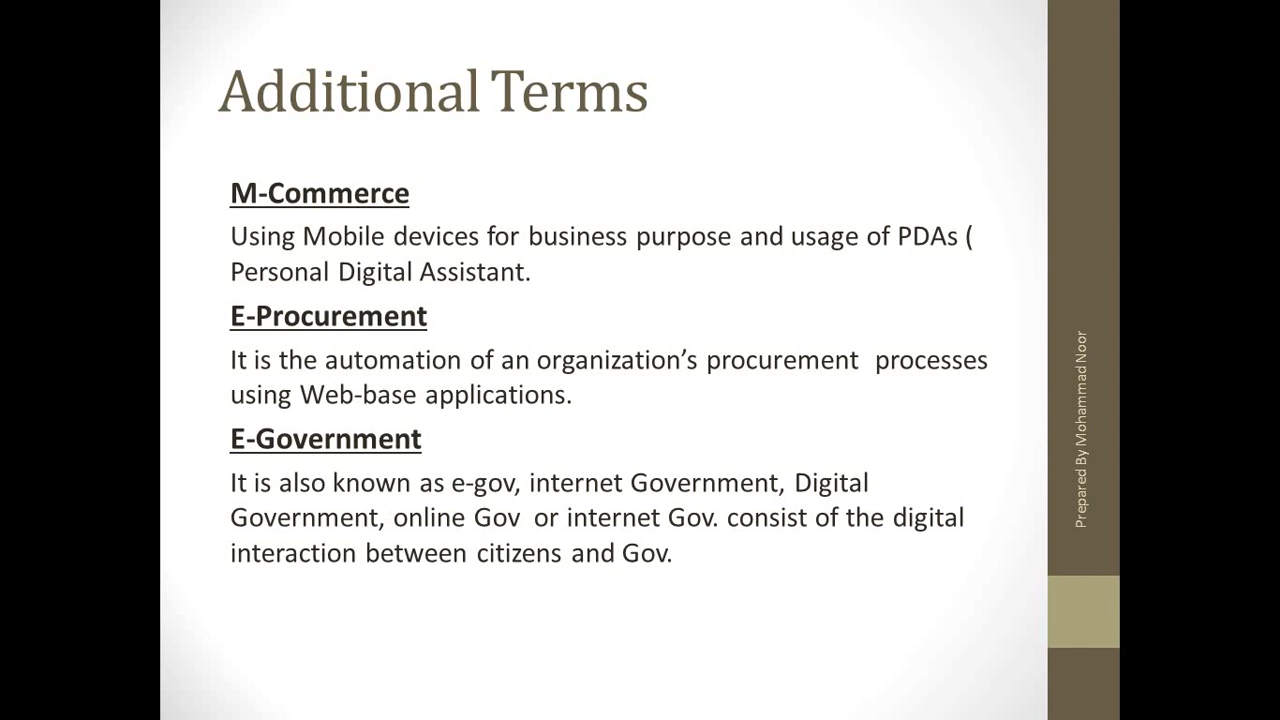 Additional Terms
M-Commerce
Using Mobile devices for business purpose and usage of PDAs (
Personal Digital Assistant.
E-Procurement
It is the automation of an organization’s procurement  processes
using Web-base applications.
E-Government
It is also known as e-gov, internet Government, Digital
Government, online Gov  or internet Gov. consist of the digital
interaction between citizens and Gov.
Prepared By Mohammad Noor